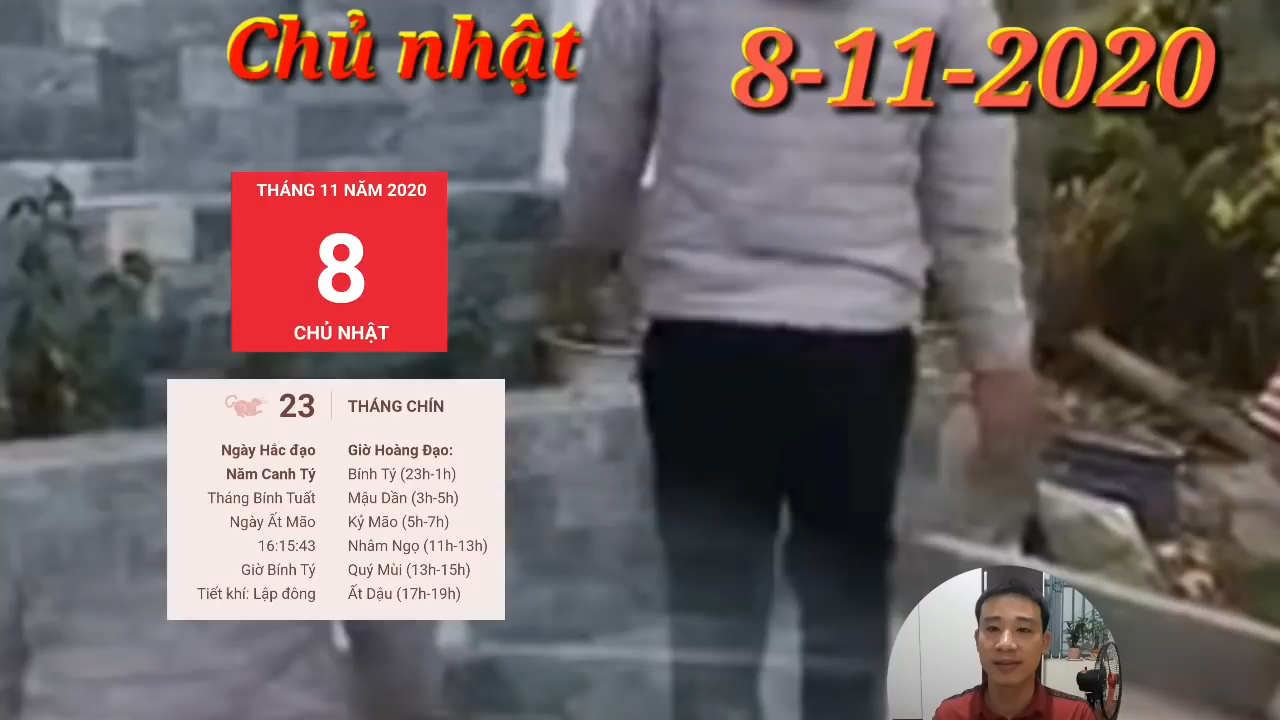 Chủ nhật
8-11-2020
THÁNG 11 NĂM 2020
8
CHỦ NHẬT
23
THÁNG CHÍN
Ngày Hắc đạo
Năm Canh Tý
Tháng Bính Tuất
Ngày Ất Mão
16:15:43
Giờ Bính Tý
Tiết khí: Lập đông
Giờ Hoàng Đạo:
Bính Tý (23h-1h)
Mậu Dần (3h-5h)
Kỷ Mão (5h-7h)
Nhâm Ngọ (11h-13h)
Quý Mùi (13h-15h)
Ất Dậu (17h-19h)